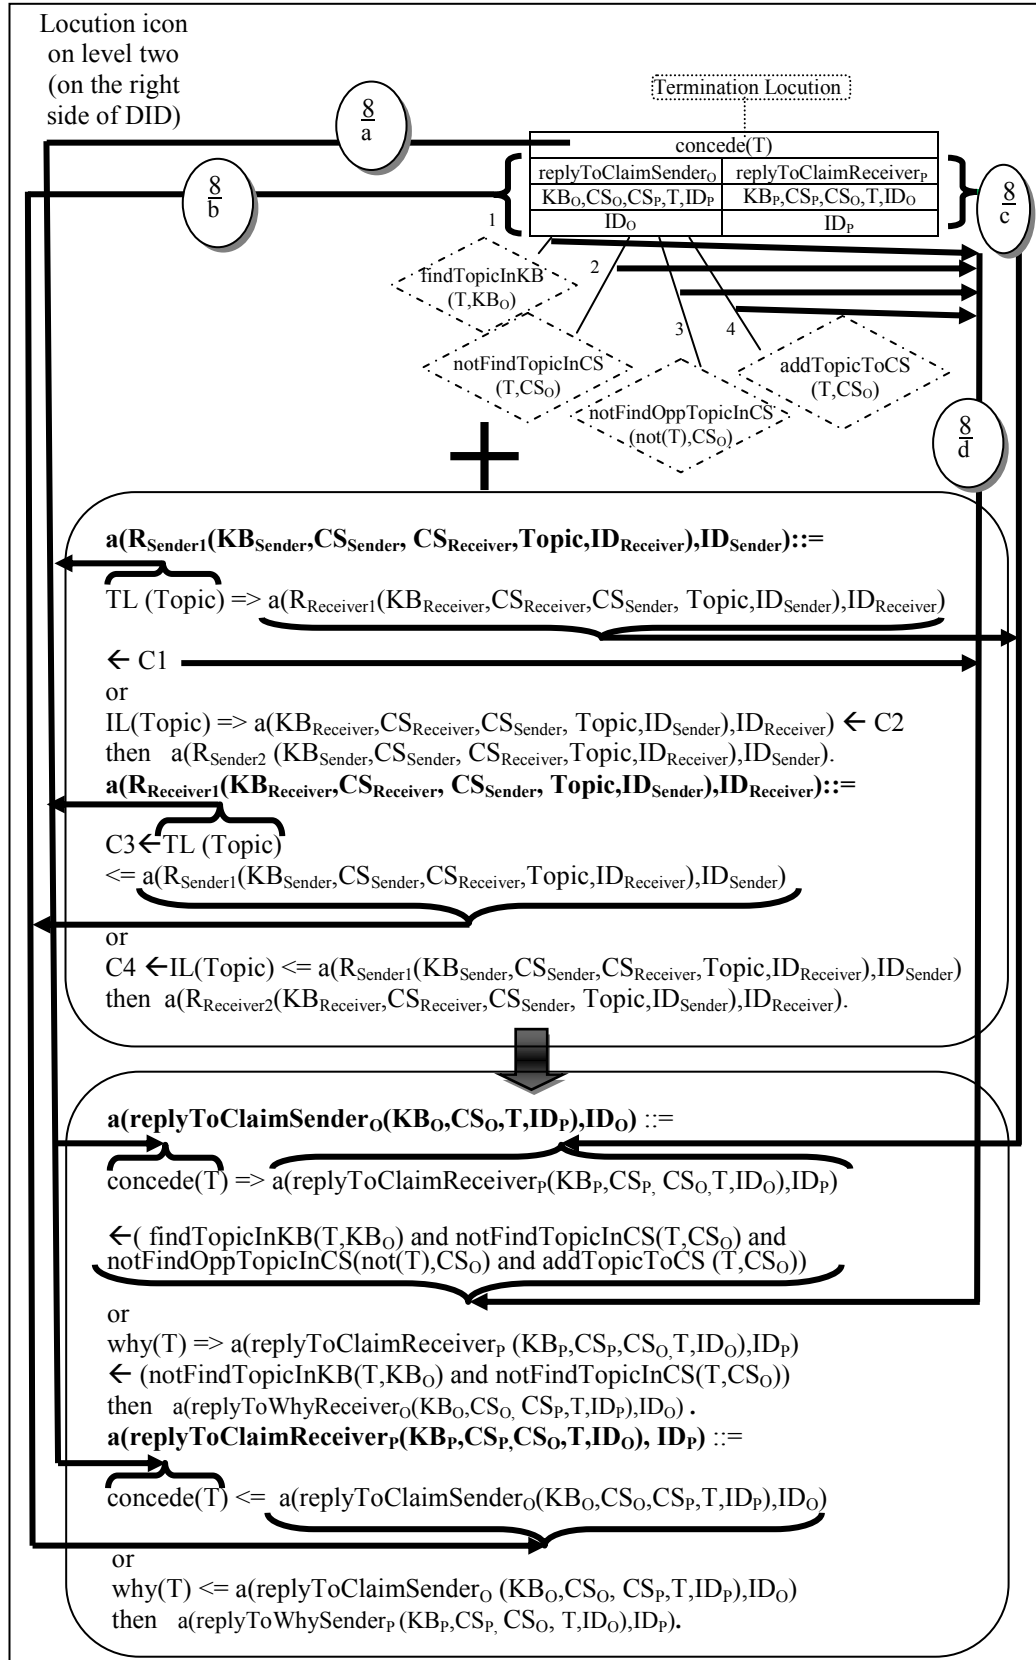 Locution icon
on level two
(on the right
side of DID)
8
a
Termination Locution
concede(T)
8
b
replyToClaimSenderO
replyToClaimReceiverP
KBO,CSO,CSP,T,IDP
KBP,CSP,CSO,T,IDO
IDO
IDP
8
c
1
findTopicInKB
(T,KBO)
2
notFindTopicInCS
(T,CSO)
3
notFindOppTopicInCS
(not(T),CSO)
4
addTopicToCS
(T,CSO)
8
d
a(RSender1(KBSender,CSSender, CSReceiver,Topic,IDReceiver),IDSender)::=
TL (Topic) => a(RReceiver1(KBReceiver,CSReceiver,CSSender, Topic,IDSender),IDReceiver)
← C1
or
IL(Topic) => a(KBReceiver,CSReceiver,CSSender, Topic,IDSender),IDReceiver) ← C2
then a(RSender2 (KBSender,CSSender, CSReceiver,Topic,IDReceiver),IDSender).
a(RReceiver1(KBReceiver,CSReceiver, CSSender, Topic,IDSender),IDReceiver)::=
C3←TL (Topic)
<= a(RSender1(KBSender,CSSender,CSReceiver,Topic,IDReceiver),IDSender)
or
C4 ←IL(Topic) <= a(RSender1(KBSender,CSSender,CSReceiver,Topic,IDReceiver),IDSender)
then a(RReceiver2(KBReceiver,CSReceiver,CSSender, Topic,IDSender),IDReceiver).
a(replyToClaimSenderO(KBO,CSO,T,IDP),IDO) ::=
concede(T) => a(replyToClaimReceiverP(KBP,CSP, CSO,T,IDO),IDP)
←( findTopicInKB(T,KBO) and notFindTopicInCS(T,CSO) and
notFindOppTopicInCS(not(T),CSO) and addTopicToCS (T,CSO))
or
why(T) => a(replyToClaimReceiverP (KBP,CSP,CSO,T,IDO),IDP)
← (notFindTopicInKB(T,KBO) and notFindTopicInCS(T,CSO))
then a(replyToWhyReceiverO(KBO,CSO, CSP,T,IDP),IDO) .
a(replyToClaimReceiverP(KBP,CSP,CSO,T,IDO), IDP) ::=
concede(T) <= a(replyToClaimSenderO(KBO,CSO,CSP,T,IDP),IDO)
or
why(T) <= a(replyToClaimSenderO (KBO,CSO, CSP,T,IDP),IDO)
then a(replyToWhySenderP (KBP,CSP, CSO, T,IDO),IDP).